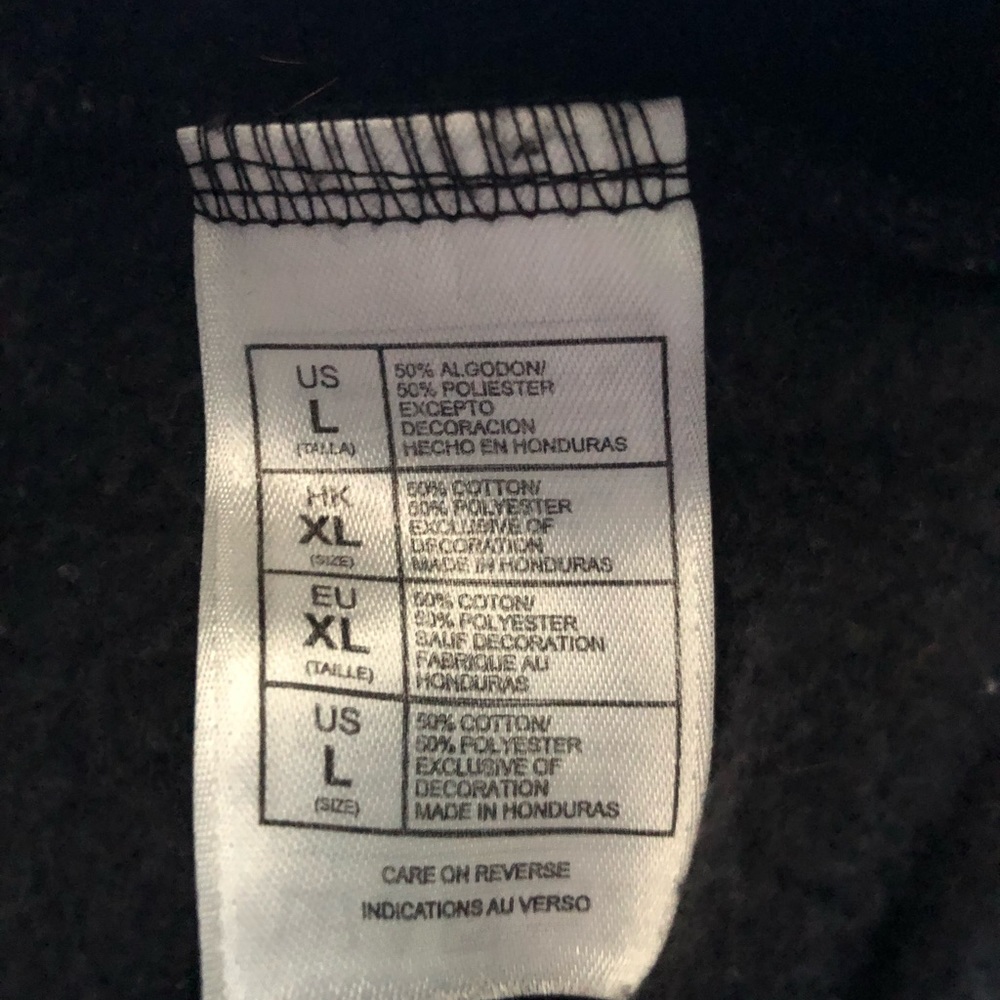 US
L
(TALLA)
50% ALGODON/
50% POLIESTER
EXCEPTO
DECORACION
HECHO EN HONDURAS
HK
XL
(SIZE)
50% COTTON/
50% POLYESTER
EXCLUSIVE OF
DECORATION
MADE IN HONDURAS
EU
XL
(TAILLE)
50% COTON/
50% POLYESTER
SAUF DECORATION
FABRIQUE AU
HONDURAS
US
L
(SIZE)
50% COTTON/
50% POLYESTER
EXCLUSIVE OF
DECORATION
MADE IN HONDURAS
CARE ON REVERSE
INDICATIONS AU VERSO